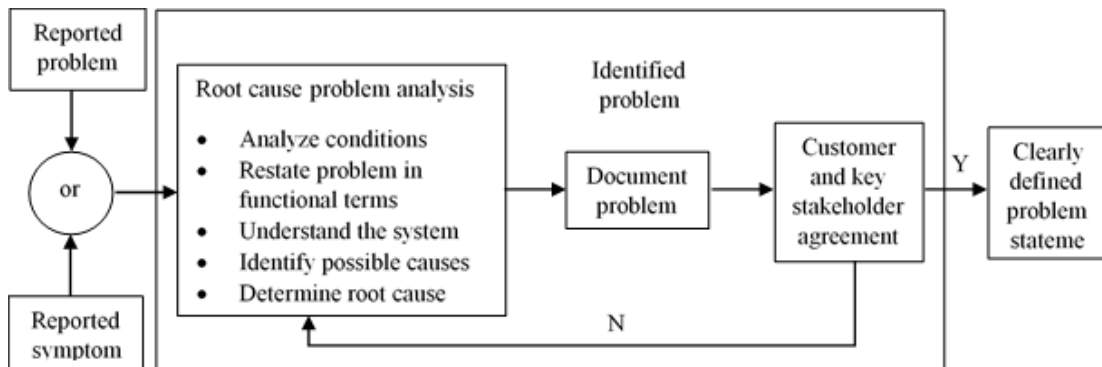 Reported
problem
or
Reported
symptom
Root cause problem analysis
• Analyze conditions
• Restate problem in
functional terms
• Understand the system
• Identify possible causes
• Determine root cause
Identified
problem
Document
problem
Customer
and key
stakeholder
agreement
Y
N
Clearly
defined
problem
stateme